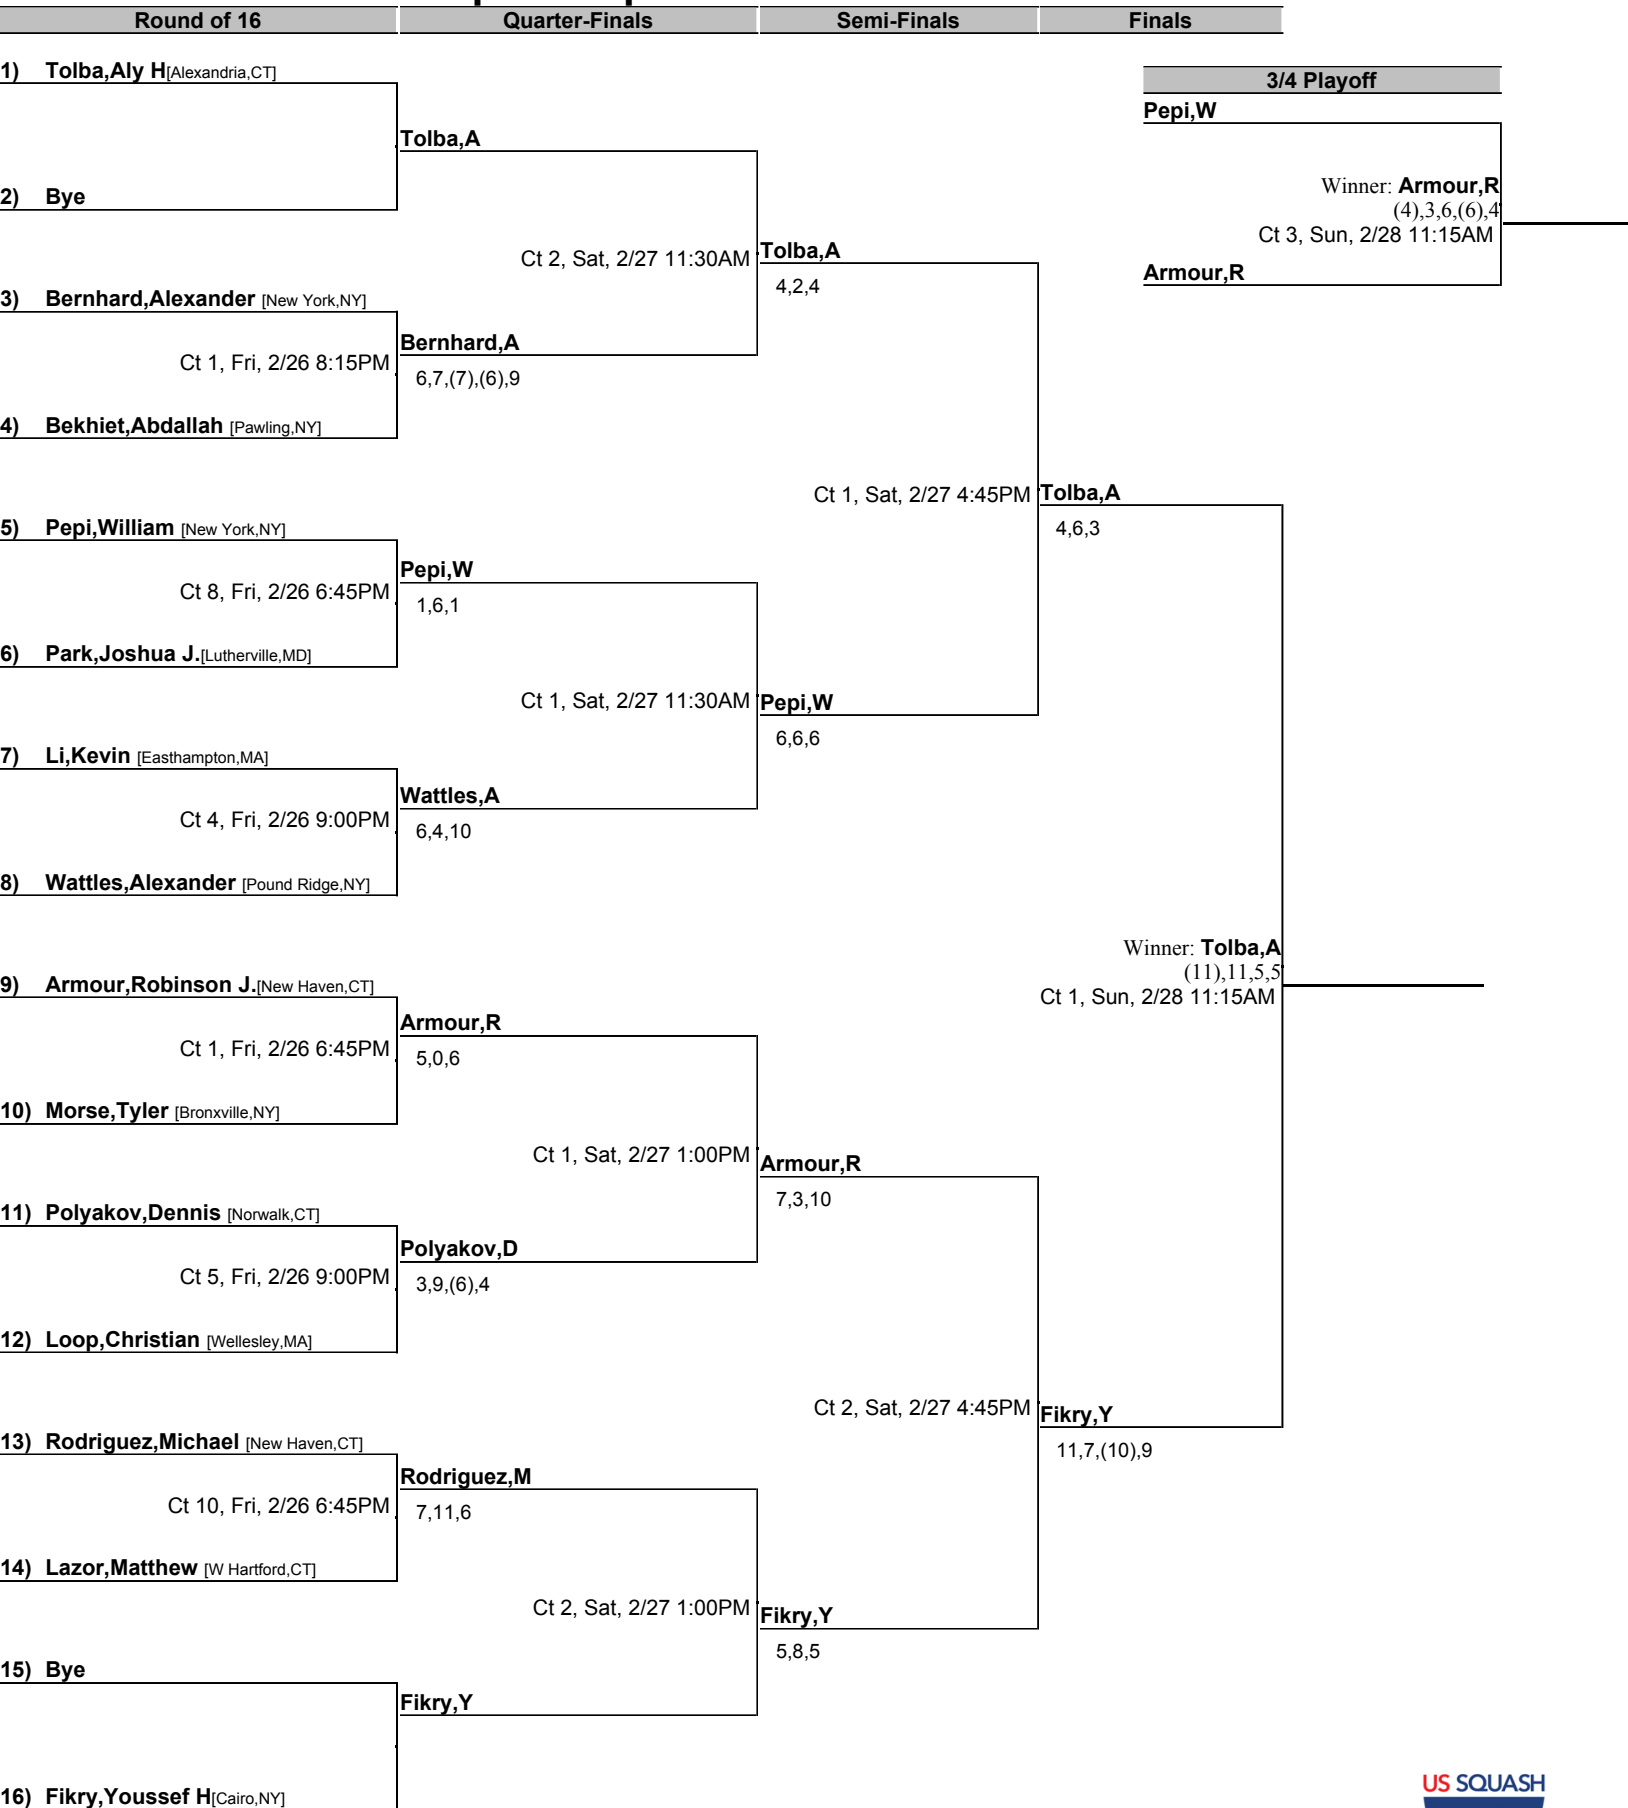 Round of 16
Quarter-Finals
Semi-Finals
Finals
1) Tolba,Aly H[Alexandria,CT]
3/4 Playoff
Pepi,W
Tolba,A
Winner: Armour,R
2) Bye
(4),3,6,(6),4
Ct 3, Sun, 2/28 11:15AM
Ct 2, Sat, 2/27 11:30AM
Tolba,A
Armour,R
4,2,4
3) Bernhard,Alexander [New York,NY]
Bernhard,A
Ct 1, Fri, 2/26 8:15PM
6,7,(7),(6),9
4) Bekhiet,Abdallah [Pawling,NY]
Ct 1, Sat, 2/27 4:45PM
Tolba,A
5) Pepi,William [New York,NY]
4,6,3
Pepi,W
Ct 8, Fri, 2/26 6:45PM
1,6,1
6) Park,Joshua J.[Lutherville,MD]
Ct 1, Sat, 2/27 11:30AM
Pepi,W
6,6,6
7) Li,Kevin [Easthampton,MA]
Wattles,A
Ct 4, Fri, 2/26 9:00PM
6,4,10
8) Wattles,Alexander [Pound Ridge,NY]
Winner: Tolba,A
(11),11,5,5
9) Armour,Robinson J.[New Haven,CT]
Ct 1, Sun, 2/28 11:15AM
Armour,R
Ct 1, Fri, 2/26 6:45PM
5,0,6
10) Morse,Tyler [Bronxville,NY]
Ct 1, Sat, 2/27 1:00PM
Armour,R
7,3,10
11) Polyakov,Dennis [Norwalk,CT]
Polyakov,D
Ct 5, Fri, 2/26 9:00PM
3,9,(6),4
12) Loop,Christian [Wellesley,MA]
Ct 2, Sat, 2/27 4:45PM
Fikry,Y
13) Rodriguez,Michael [New Haven,CT]
11,7,(10),9
Rodriguez,M
Ct 10, Fri, 2/26 6:45PM
7,11,6
14) Lazor,Matthew [W Hartford,CT]
Ct 2, Sat, 2/27 1:00PM
Fikry,Y
5,8,5
15) Bye
Fikry,Y
US SQUASH
16) Fikry,Youssef H[Cairo,NY]